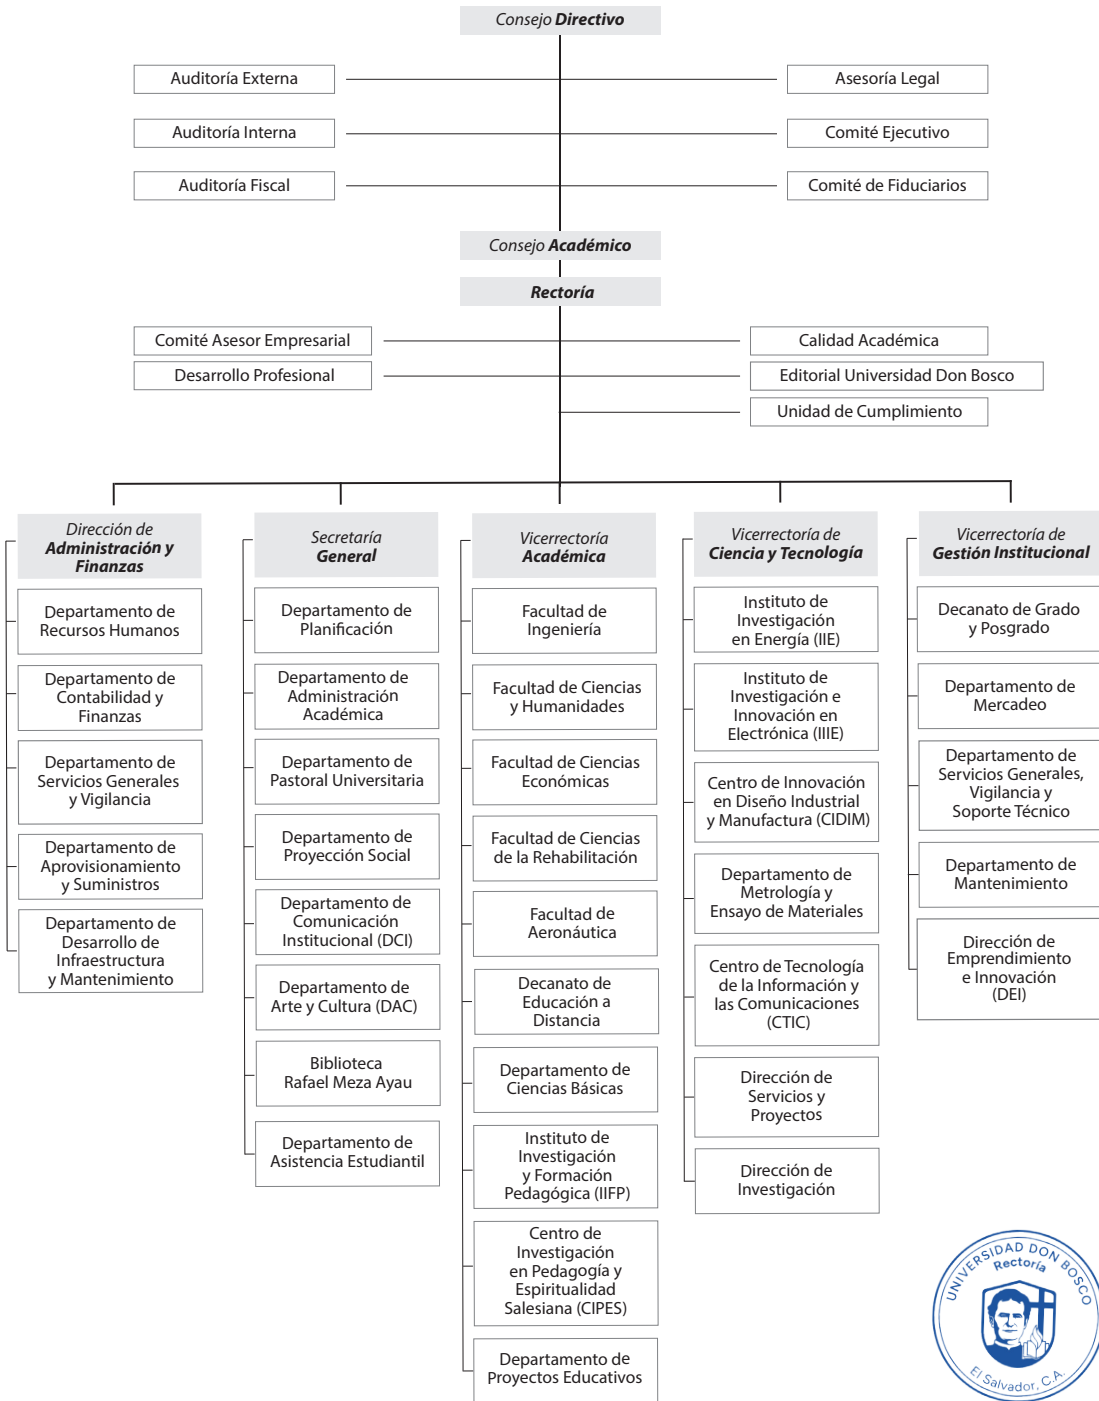 Consejo Directivo
Auditoría Externa
Asesoría Legal
Auditoría Interna
Comité Ejecutivo
Auditoría Fiscal
Comité de Fiduciarios
Consejo Académico
Rectoría
Comité Asesor Empresarial
Calidad Académica
Desarrollo Profesional
Editorial Universidad Don Bosco
Unidad de Cumplimiento
Dirección de
Administración y
Finanzas
Departamento de
Recursos Humanos
Departamento de
Contabilidad y
Finanzas
Departamento de
Servicios Generales
y Vigilancia
Departamento de
Aprovisionamiento
y Suministros
Departamento de
Desarrollo de
Infraestructura
y Mantenimiento
Secretaría
General
Departamento de
Planificación
Departamento de
Administración
Académica
Departamento de
Pastoral Universitaria
Departamento de
Proyección Social
Departamento de
Comunicación
Institucional (DCI)
Departamento de
Arte y Cultura (DAC)
Biblioteca
Rafael Meza Ayau
Departamento de
Asistencia Estudiantil
Vicerrectoría
Académica
Facultad de
Ingeniería
Facultad de Ciencias
y Humanidades
Facultad de Ciencias
Económicas
Facultad de Ciencias
de la Rehabilitación
Facultad de
Aeronáutica
Decanato de
Educación a
Distancia
Departamento de
Ciencias Básicas
Instituto de
Investigación
y Formación
Pedagógica (IIFP)
Centro de
Investigación
en Pedagogía y
Espiritualidad
Salesiana (CIPES)
Departamento de
Proyectos Educativos
Vicerrectoría de
Ciencia y Tecnología
Instituto de
Investigación
en Energía (IIE)
Instituto de
Investigación e
Innovación en
Electrónica (IIIE)
Centro de Innovación
en Diseño Industrial
y Manufactura (CIDIM)
Departamento de
Metrología y
Ensayo de Materiales
Centro de Tecnología
de la Información y
las Comunicaciones
(CTIC)
Dirección de
Servicios y
Proyectos
Dirección de
Investigación
Vicerrectoría de
Gestión Institucional
Decanato de Grado
y Posgrado
Departamento de
Mercadeo
Departamento de
Servicios Generales,
Vigilancia y
Soporte Técnico
Departamento de
Mantenimiento
Dirección de
Emprendimiento
e Innovación
(DEI)
UNIVERSIDAD DON BOSCO
Rectoría
El Salvador, C.A.